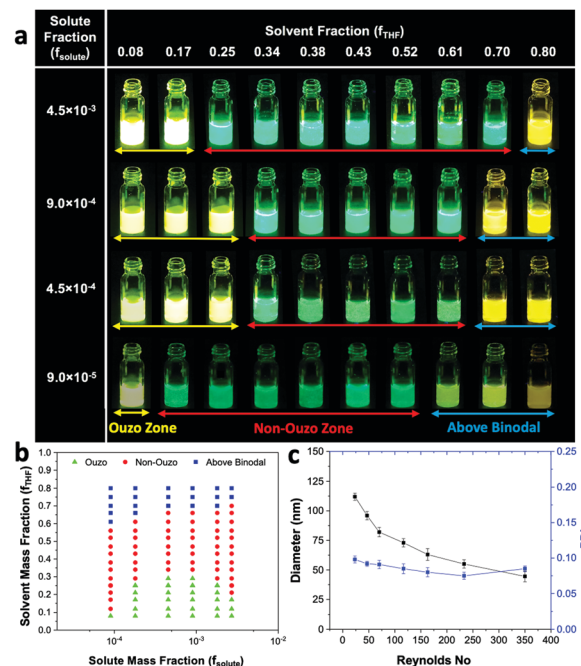 a
Solute
Fraction
(f_solute)
Solvent Fraction (f_THF)
0.08 0.17 0.25 0.34 0.38 0.43 0.52 0.61 0.70 0.80
4.5×10⁻³
9.0×10⁻⁴
4.5×10⁻⁴
9.0×10⁻⁵
Ouzo Zone Non-Ouzo Zone Above Binodal
b
Ouzo Non-Ouzo Above Binodal
Solvent Mass Fraction (f_THF)
1.0
0.9
0.8
0.7
0.6
0.5
0.4
0.3
0.2
0.1
0.0
10⁻⁴ 10⁻³ 10⁻²
Solute Mass Fraction (f_solute)
c
Diameter (nm)
150
125
100
75
50
25
0
0.25
0.20
0.15
0.10
0.05
0.00
0 50 100 150 200 250 300 350 400
Reynolds No